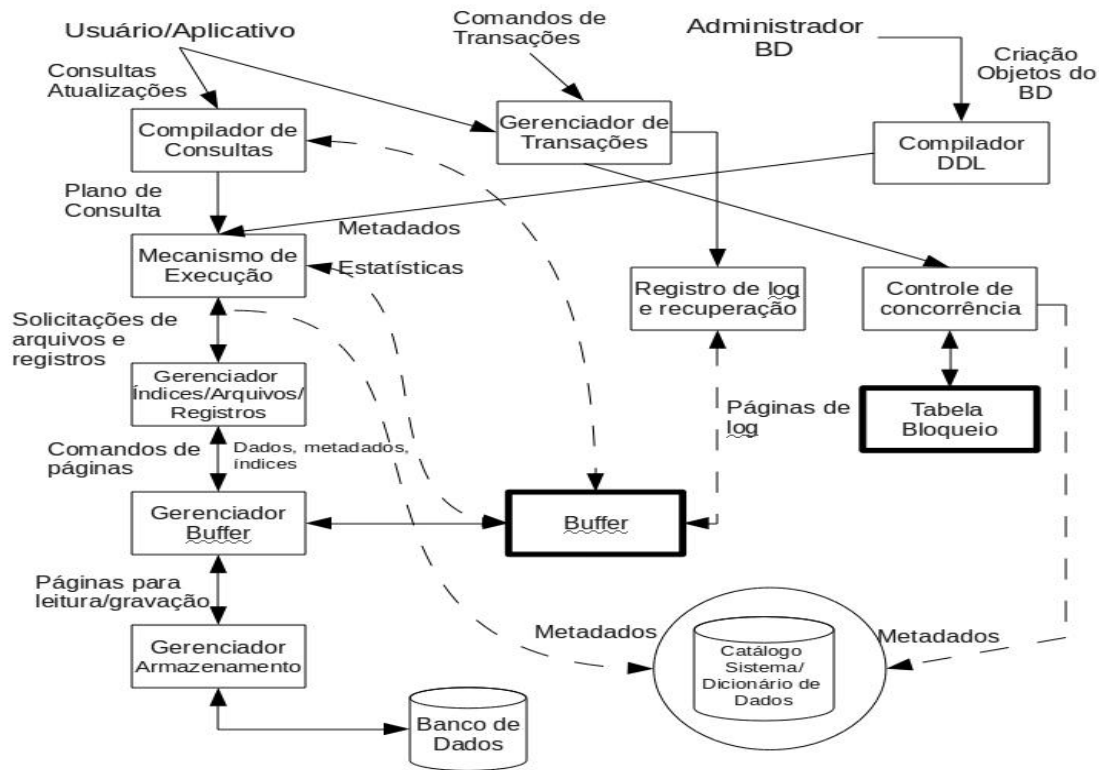 Usuário/Aplicativo
Comandos de
Transações
Administrador
BD
Criação
Objetos do
BD
Consultas
Atualizações
Compilador de
Consultas
Gerenciador de
Transações
Compilador
DDL
Plano de
Consulta
Metadados
Mecanismo de
Execução
Estatísticas
Registro de log
e recuperação
Controle de
concorrência
Solicitações de
arquivos e
registros
Gerenciador
Índices/Arquivos/
Registros
Páginas de
log
Tabela
Bloqueio
Comandos de
páginas
Dados, metadados,
índices
Gerenciador
Buffer
Buffer
Páginas para
leitura/gravação
Gerenciador
Armazenamento
Metadados
Catálogo
Sistema/
Dicionário de
Dados
Metadados
Banco de
Dados